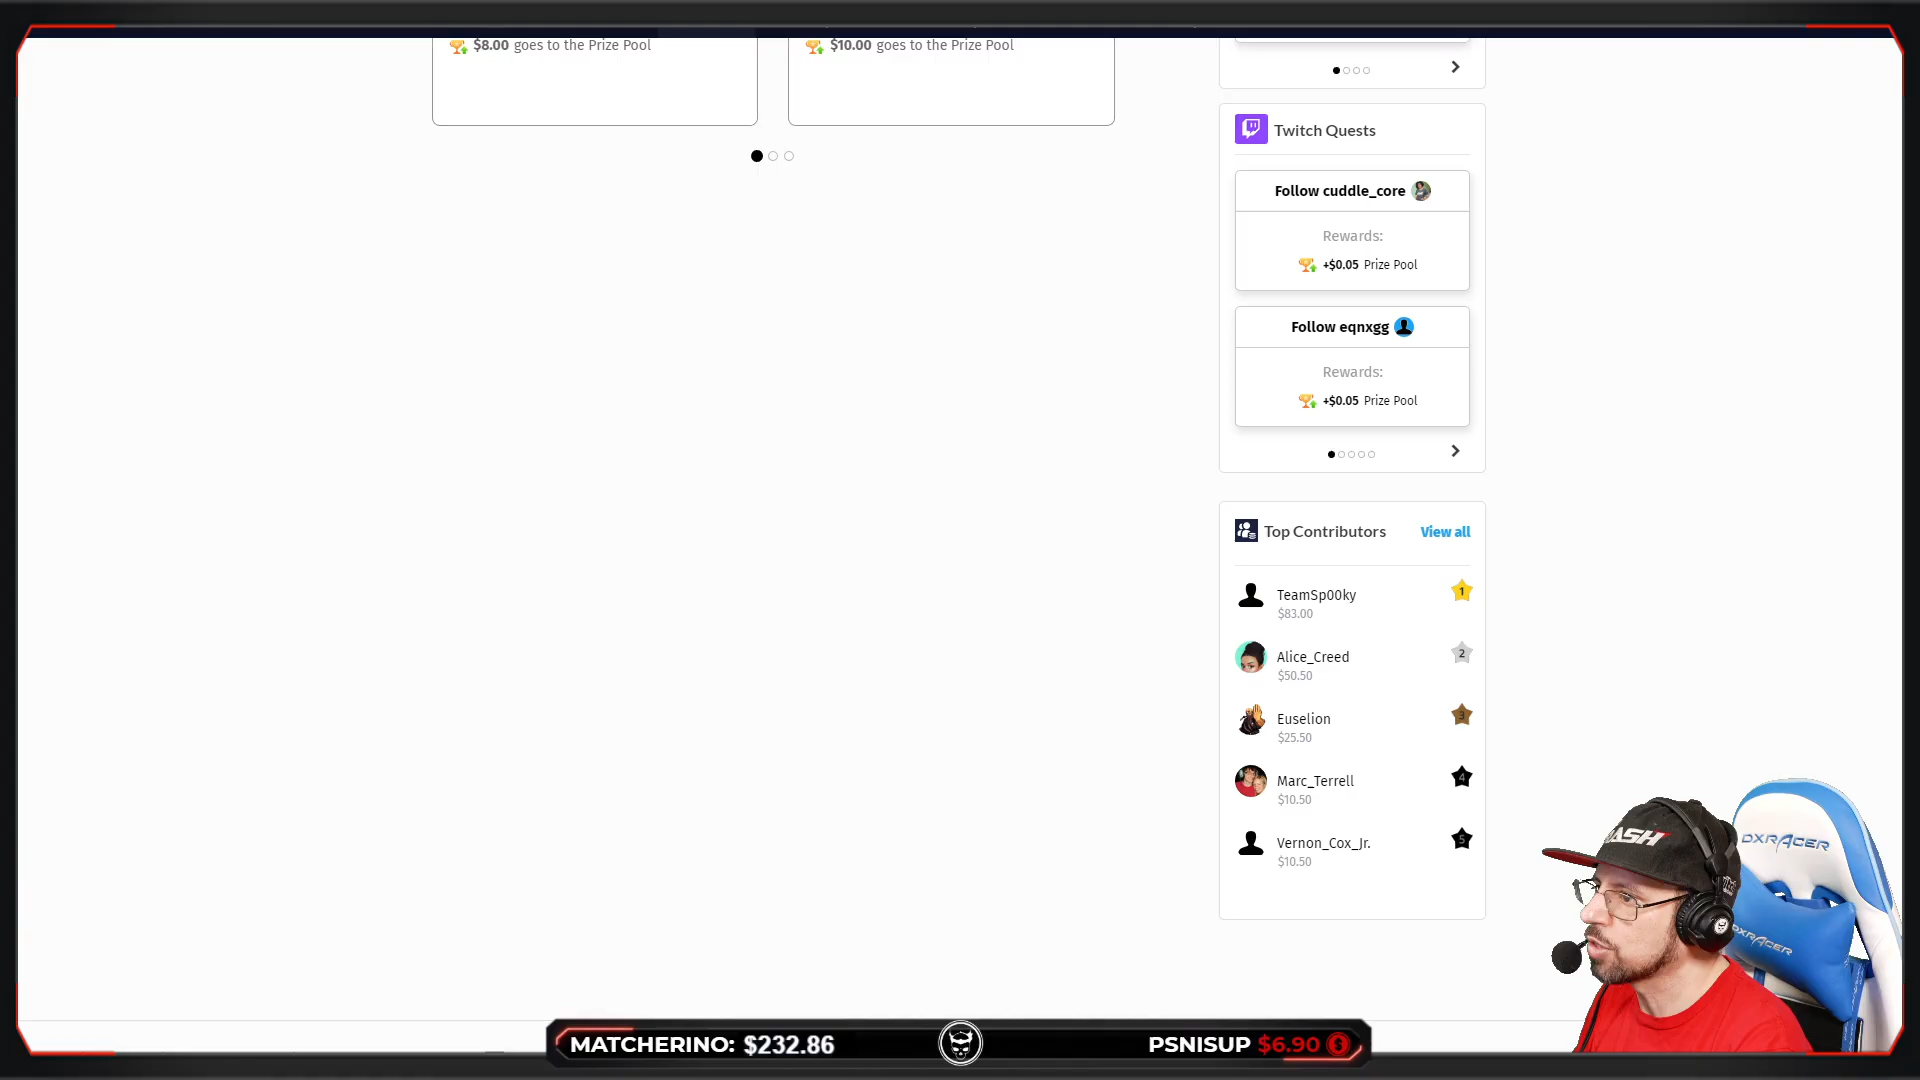 $8.00 goes to the Prize Pool
$10.00 goes to the Prize Pool
Twitch Quests
Follow cuddle_core
Rewards:
+$0.05 Prize Pool
Follow eqnxgg
Rewards:
+$0.05 Prize Pool
Top Contributors
View all
TeamSp00ky
$83.00
1
Alice_Creed
$50.50
2
Euselion
$25.50
3
Marc_Terrell
$10.50
4
Vernon_Cox_Jr.
$10.50
5
DXRACER
DXRACER
MATCHERINO: $232.86
PSNISUP $6.90